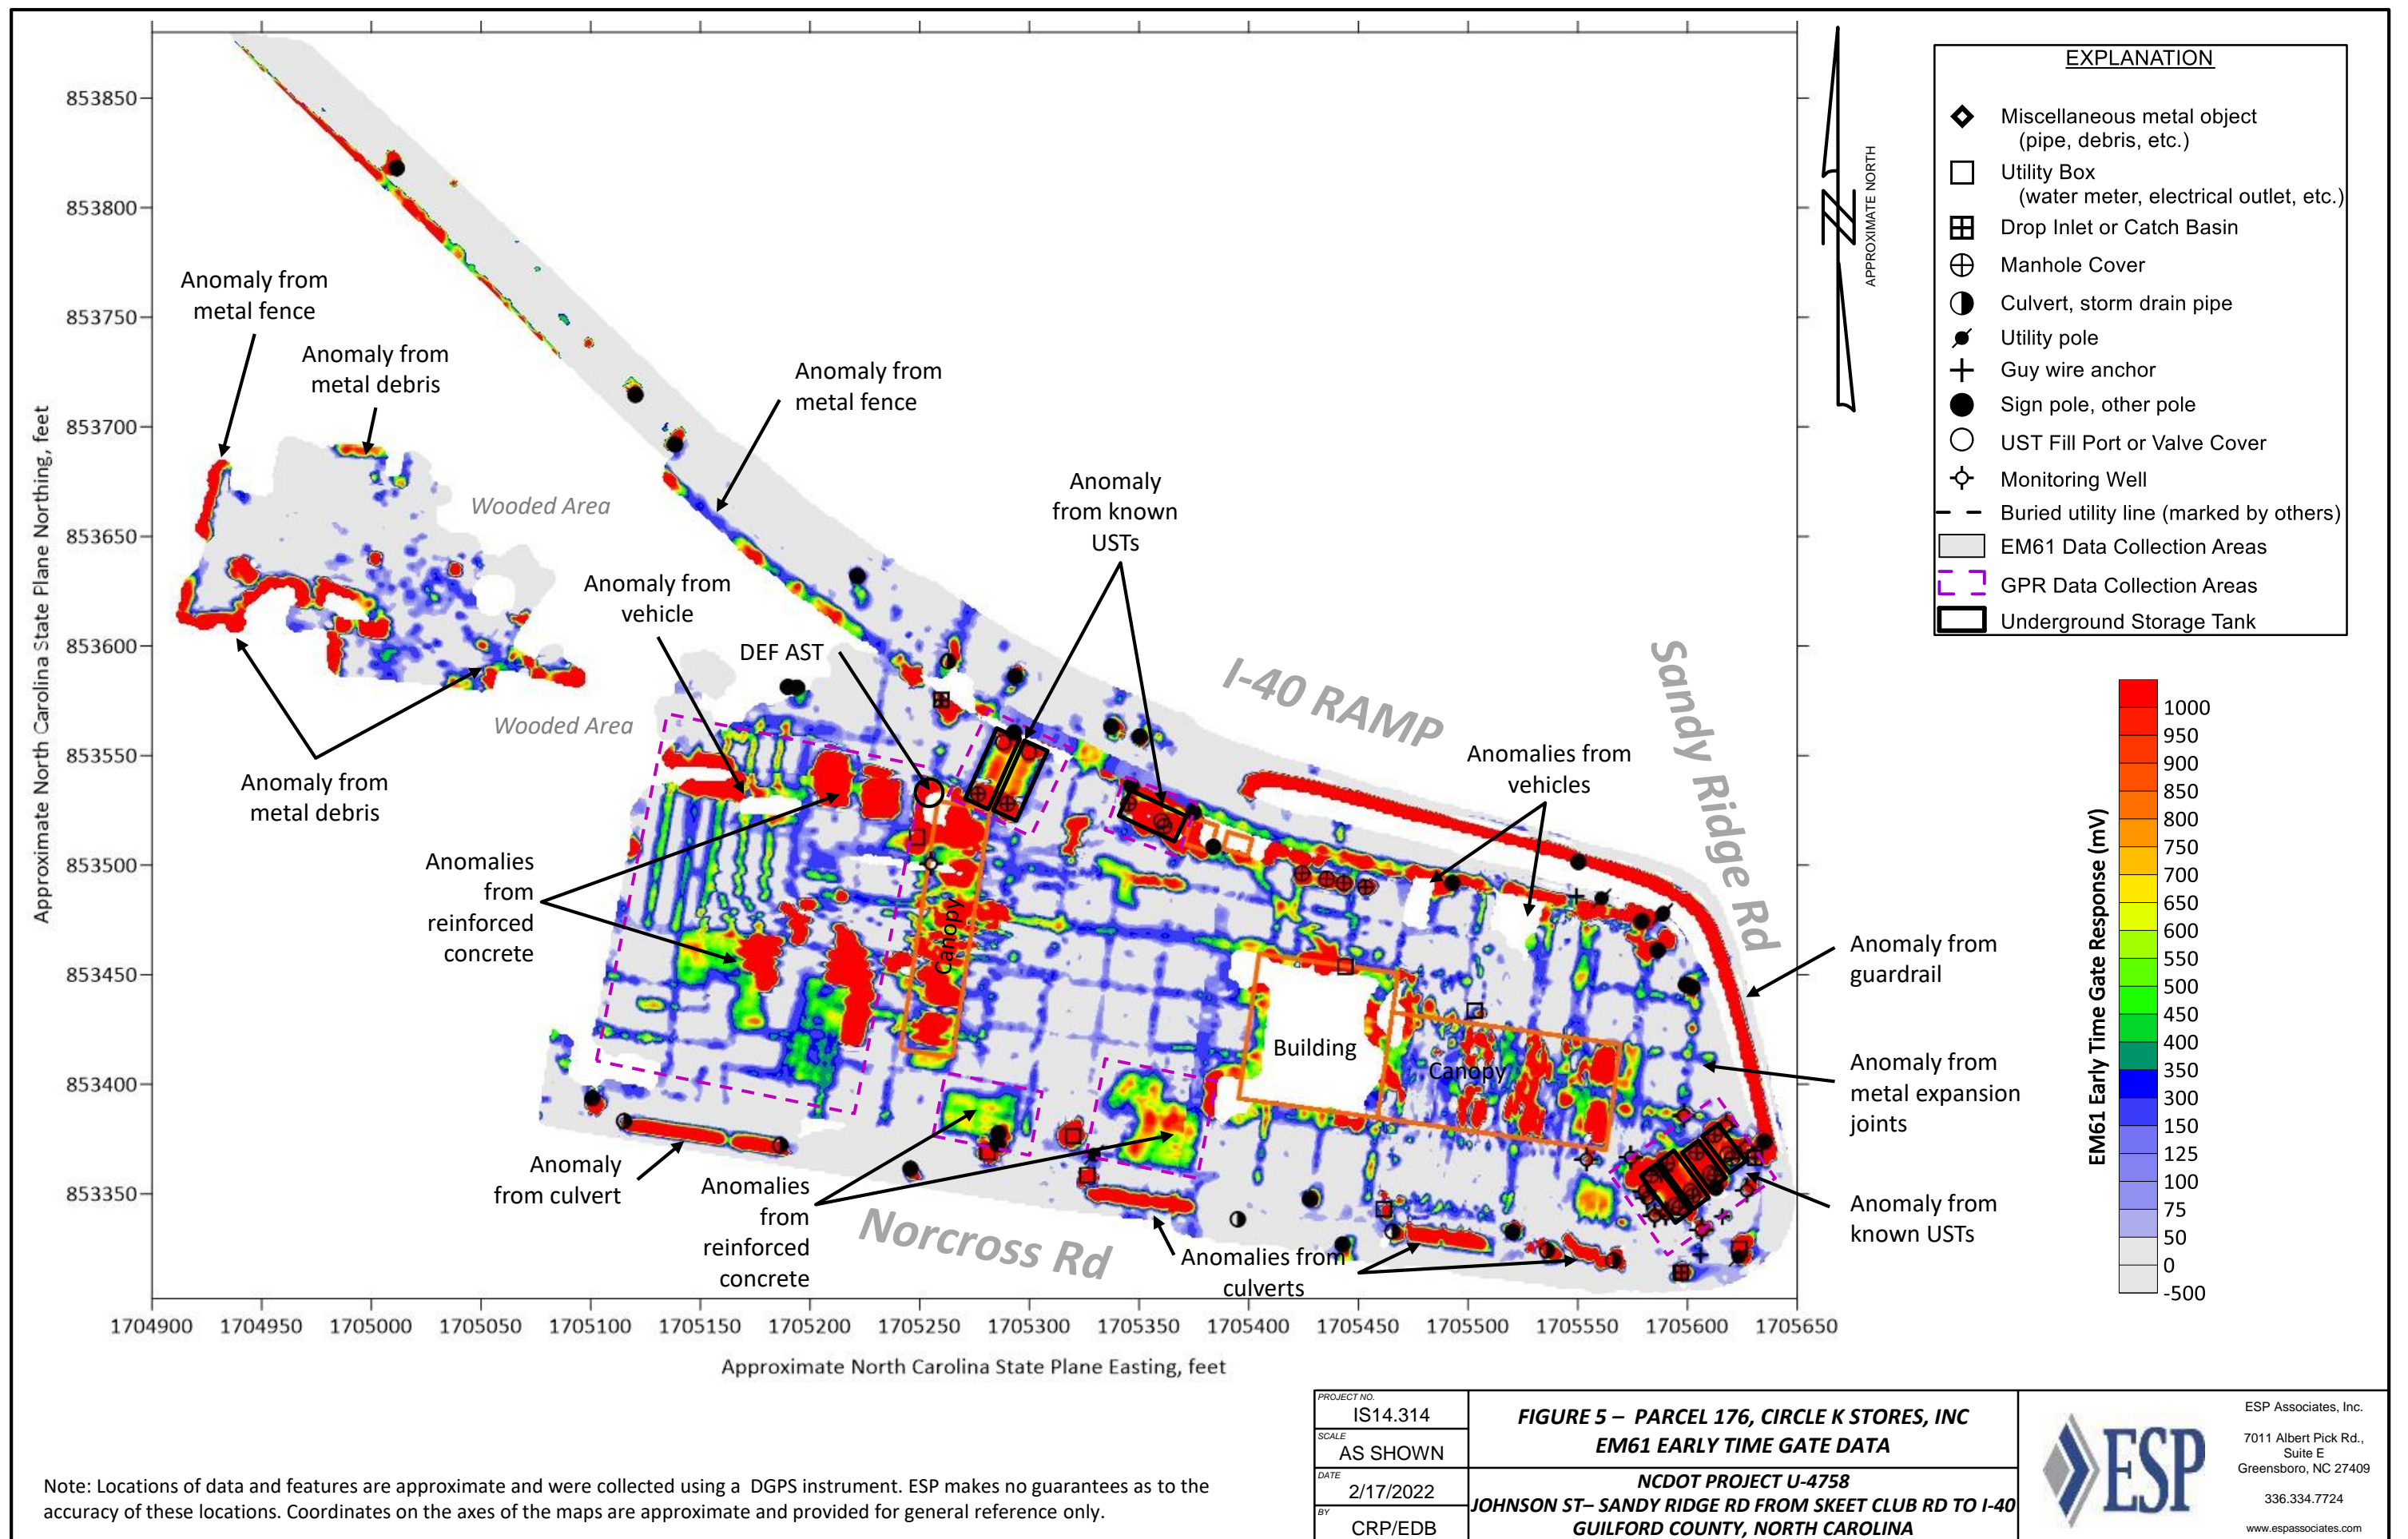 853850
853800
853750
853700
853650
853600
853550
853500
853450
853400
853350
Approximate North Carolina State Plane Northing, feet
1704900 1704950 1705000 1705050 1705100 1705150 1705200 1705250 1705300 1705350 1705400 1705450 1705500 1705550 1705600 1705650
Approximate North Carolina State Plane Easting, feet
Anomaly from
metal fence
Anomaly from
metal debris
Anomaly from
metal fence
Wooded Area
Anomaly
from known
USTs
Anomaly from
vehicle
DEF AST
Wooded Area
Anomaly from
metal debris
I-40 RAMP
Sandy Ridge Rd
Anomalies from
vehicles
Anomalies
from
reinforced
concrete
Canopy
Anomaly from
guardrail
Building
Canopy
Anomaly from
metal expansion
joints
Anomaly
from culvert
Anomalies
from
reinforced
concrete
Norcross Rd
Anomalies from
culverts
Anomaly from
known USTs
N
APPROXIMATE NORTH
EXPLANATION
Miscellaneous metal object
(pipe, debris, etc.)
Utility Box
(water meter, electrical outlet, etc.)
Drop Inlet or Catch Basin
Manhole Cover
Culvert, storm drain pipe
Utility pole
Guy wire anchor
Sign pole, other pole
UST Fill Port or Valve Cover
Monitoring Well
Buried utility line (marked by others)
EM61 Data Collection Areas
GPR Data Collection Areas
Underground Storage Tank
EM61 Early Time Gate Response (mV)
1000
950
900
850
800
750
700
650
600
550
500
450
400
350
300
150
125
100
75
50
0
-500
Note: Locations of data and features are approximate and were collected using a DGPS instrument. ESP makes no guarantees as to the
accuracy of these locations. Coordinates on the axes of the maps are approximate and provided for general reference only.
PROJECT NO.
IS14.314
SCALE
AS SHOWN
DATE
2/17/2022
BY
CRP/EDB
FIGURE 5 – PARCEL 176, CIRCLE K STORES, INC
EM61 EARLY TIME GATE DATA
NCDOT PROJECT U-4758
JOHNSON ST– SANDY RIDGE RD FROM SKEET CLUB RD TO I-40
GUILFORD COUNTY, NORTH CAROLINA
ESP
ESP Associates, Inc.
7011 Albert Pick Rd.,
Suite E
Greensboro, NC 27409
336.334.7724
www.espassociates.com